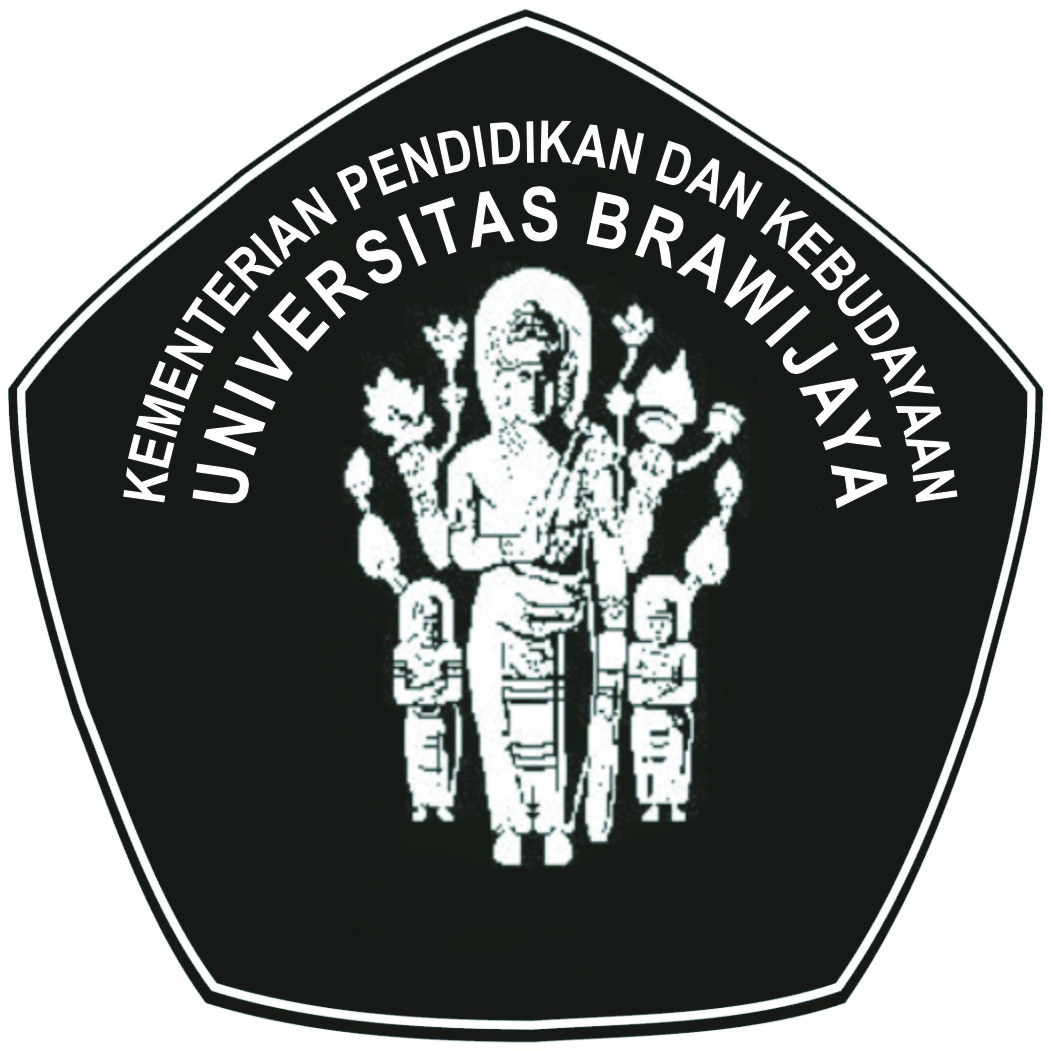 KEMENTERIAN PENDIDIKAN DAN KEBUDAYAAN
UNIVERSITAS BRAWIJAYA